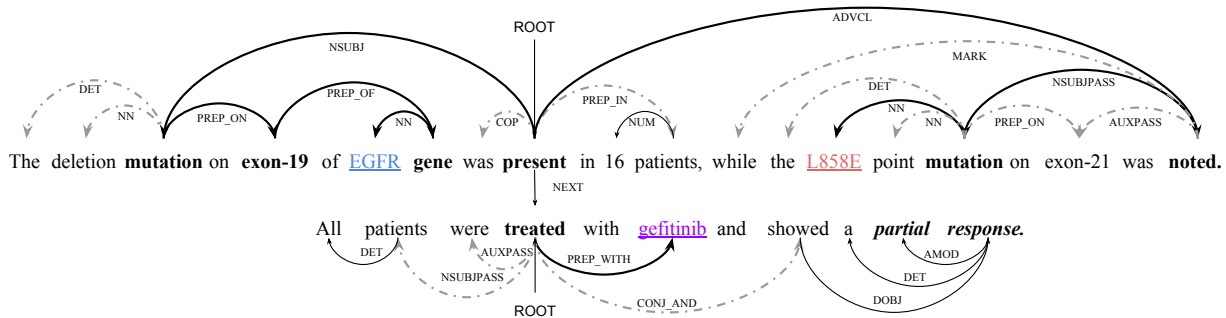 ROOT
ADVCL
NSUBJ
MARK
DET
DET
NSUBJPASS
PREP_OF
PREP_IN
NN
PREP_ON
NN
COP
NUM
NN
NN
PREP_ON
AUXPASS
The deletion mutation on exon-19 of EGFR gene was present in 16 patients, while the L858E point mutation on exon-21 was noted.
NEXT
All patients were treated with gefitinib and showed a partial response.
DET
AUXPASS
NSUBJPASS
PREP_WITH
AMOD
DET
CONJ_AND
DOBJ
ROOT